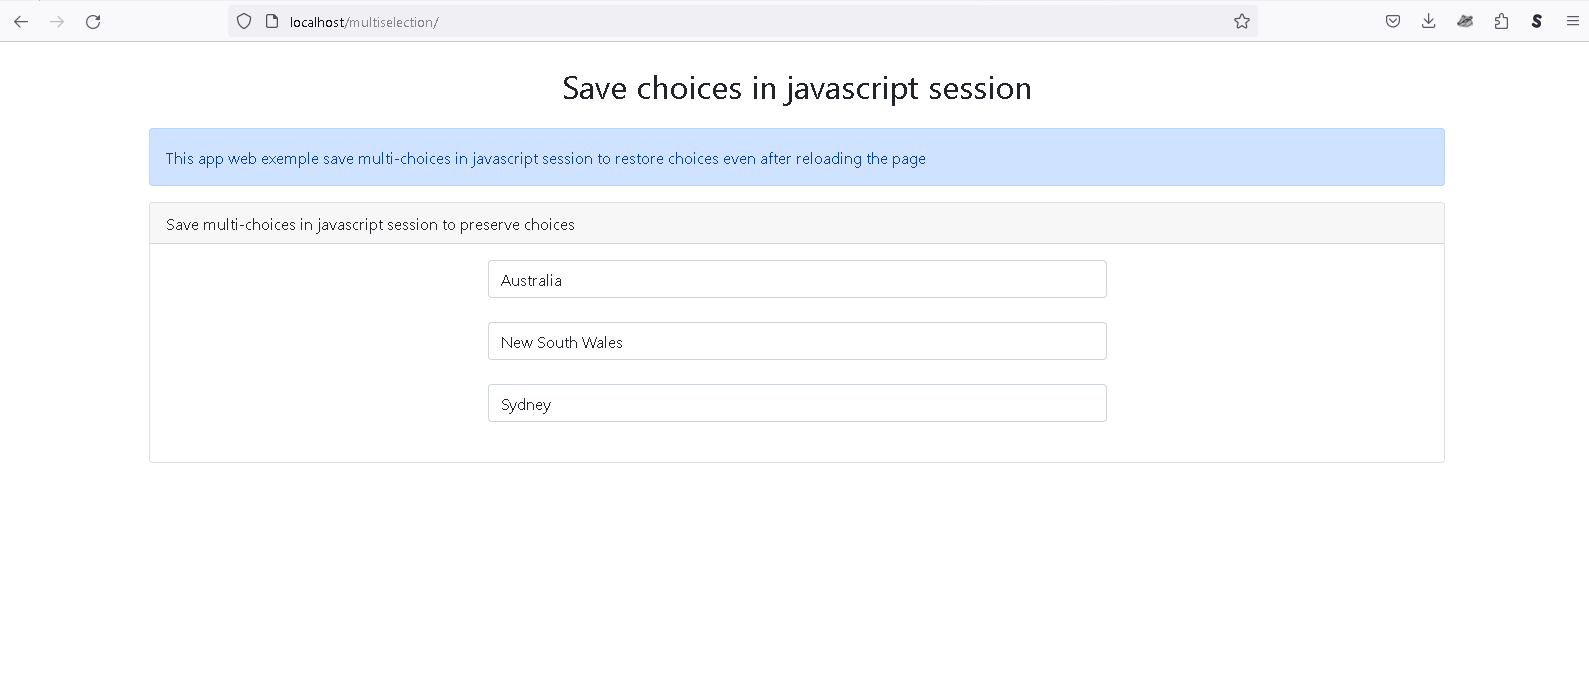 localhost/multiselection/
S
Save choices in javascript session
This app web exemple save multi-choices in javascript session to restore choices even after reloading the page
Save multi-choices in javascript session to preserve choices
Australia
New South Wales
Sydney